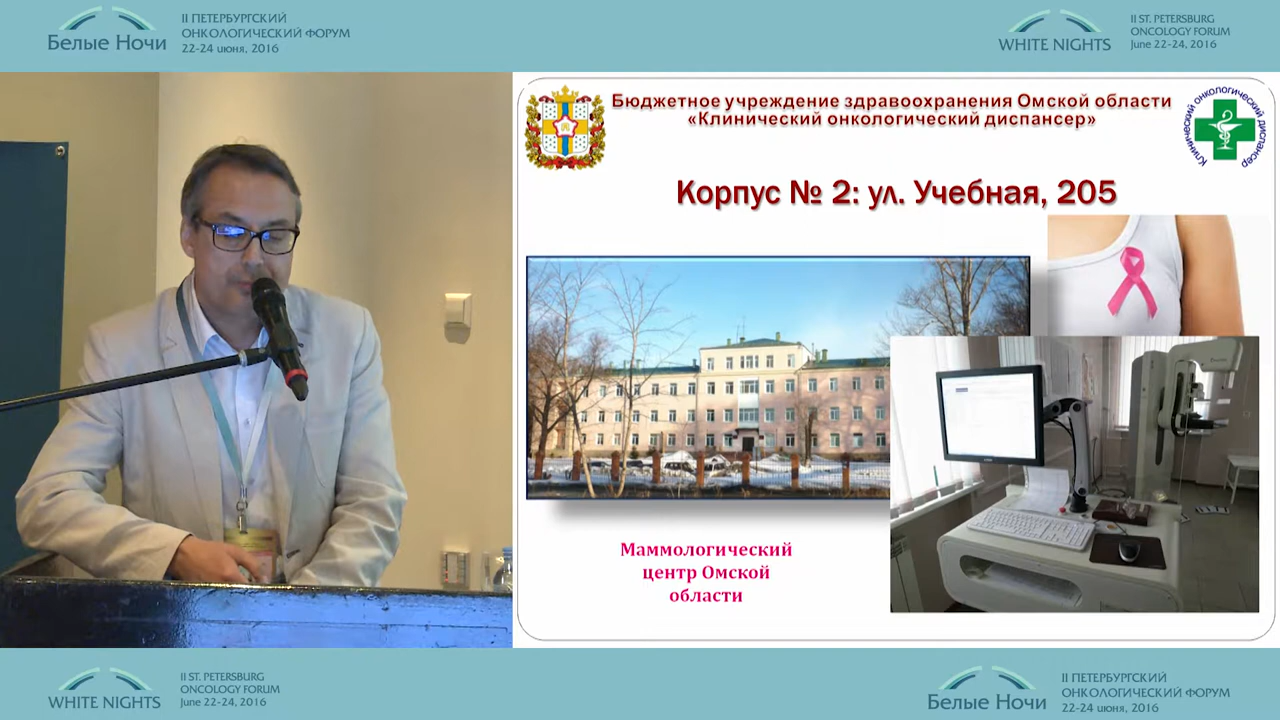 Белые Ночи
II ПЕТЕРБУРГСКИЙ
ОНКОЛОГИЧЕСКИЙ ФОРУМ
22-24 июня, 2016
WHITE NIGHTS
II ST. PETERSBURG
ONCOLOGY FORUM
June 22-24, 2016
Бюджетное учреждение здравоохранения Омской области
«Клинический онкологический диспансер»
Клинический онкологический диспансер
Корпус № 2: ул. Учебная, 205
Маммологический
центр Омской
области
WHITE NIGHTS
II ST. PETERSBURG
ONCOLOGY FORUM
June 22-24, 2016
Белые Ночи
II ПЕТЕРБУРГСКИЙ
ОНКОЛОГИЧЕСКИЙ ФОРУМ
22-24 июня, 2016